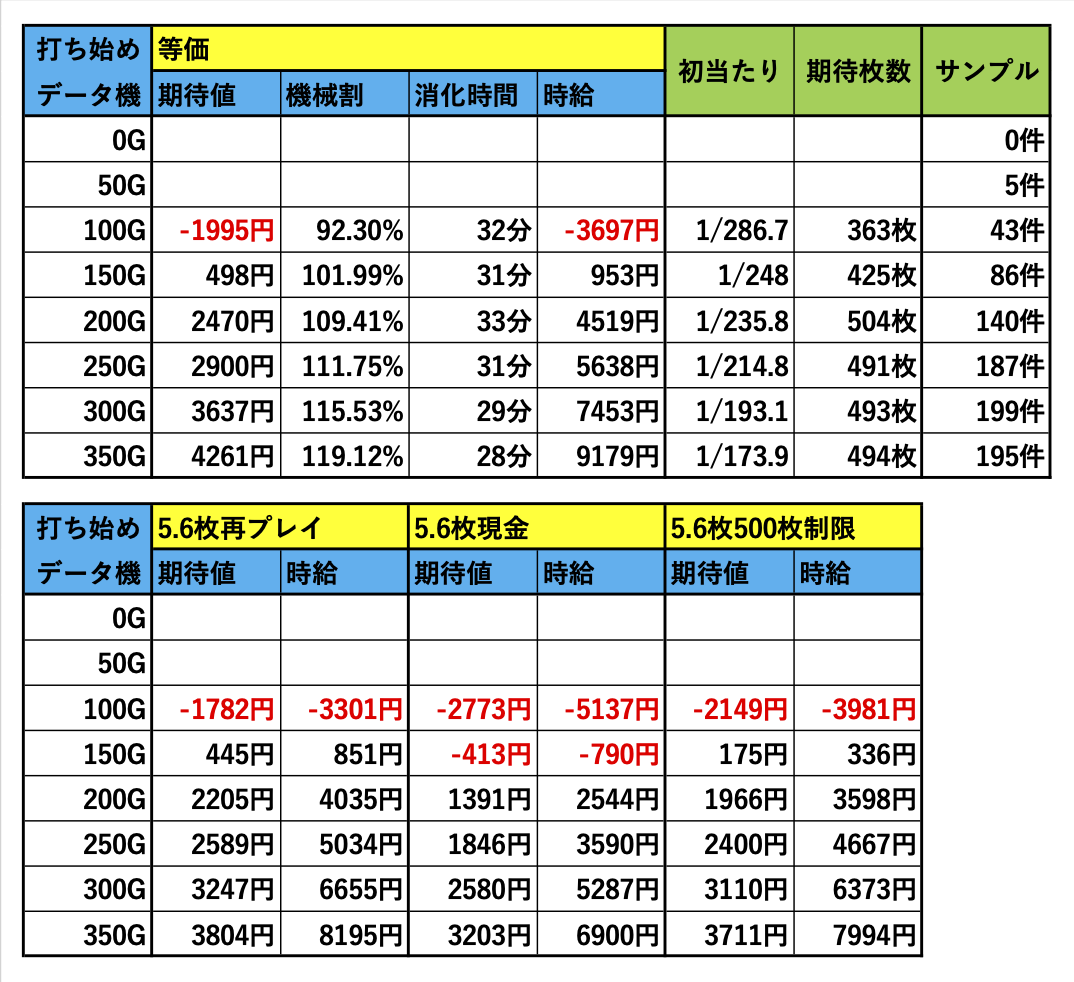 打ち始め 等価 初当たり 期待枚数 サンプル
データ機 期待値 機械割 消化時間 時給
0G 0件
50G 5件
100G -1995円 92.30% 32分 -3697円 1/286.7 363枚 43件
150G 498円 101.99% 31分 953円 1/248 425枚 86件
200G 2470円 109.41% 33分 4519円 1/235.8 504枚 140件
250G 2900円 111.75% 31分 5638円 1/214.8 491枚 187件
300G 3637円 115.53% 29分 7453円 1/193.1 493枚 199件
350G 4261円 119.12% 28分 9179円 1/173.9 494枚 195件
打ち始め 5.6枚再プレイ 5.6枚現金 5.6枚500枚制限
データ機 期待値 時給 期待値 時給 期待値 時給
0G
50G
100G -1782円 -3301円 -2773円 -5137円 -2149円 -3981円
150G 445円 851円 -413円 -790円 175円 336円
200G 2205円 4035円 1391円 2544円 1966円 3598円
250G 2589円 5034円 1846円 3590円 2400円 4667円
300G 3247円 6655円 2580円 5287円 3110円 6373円
350G 3804円 8195円 3203円 6900円 3711円 7994円